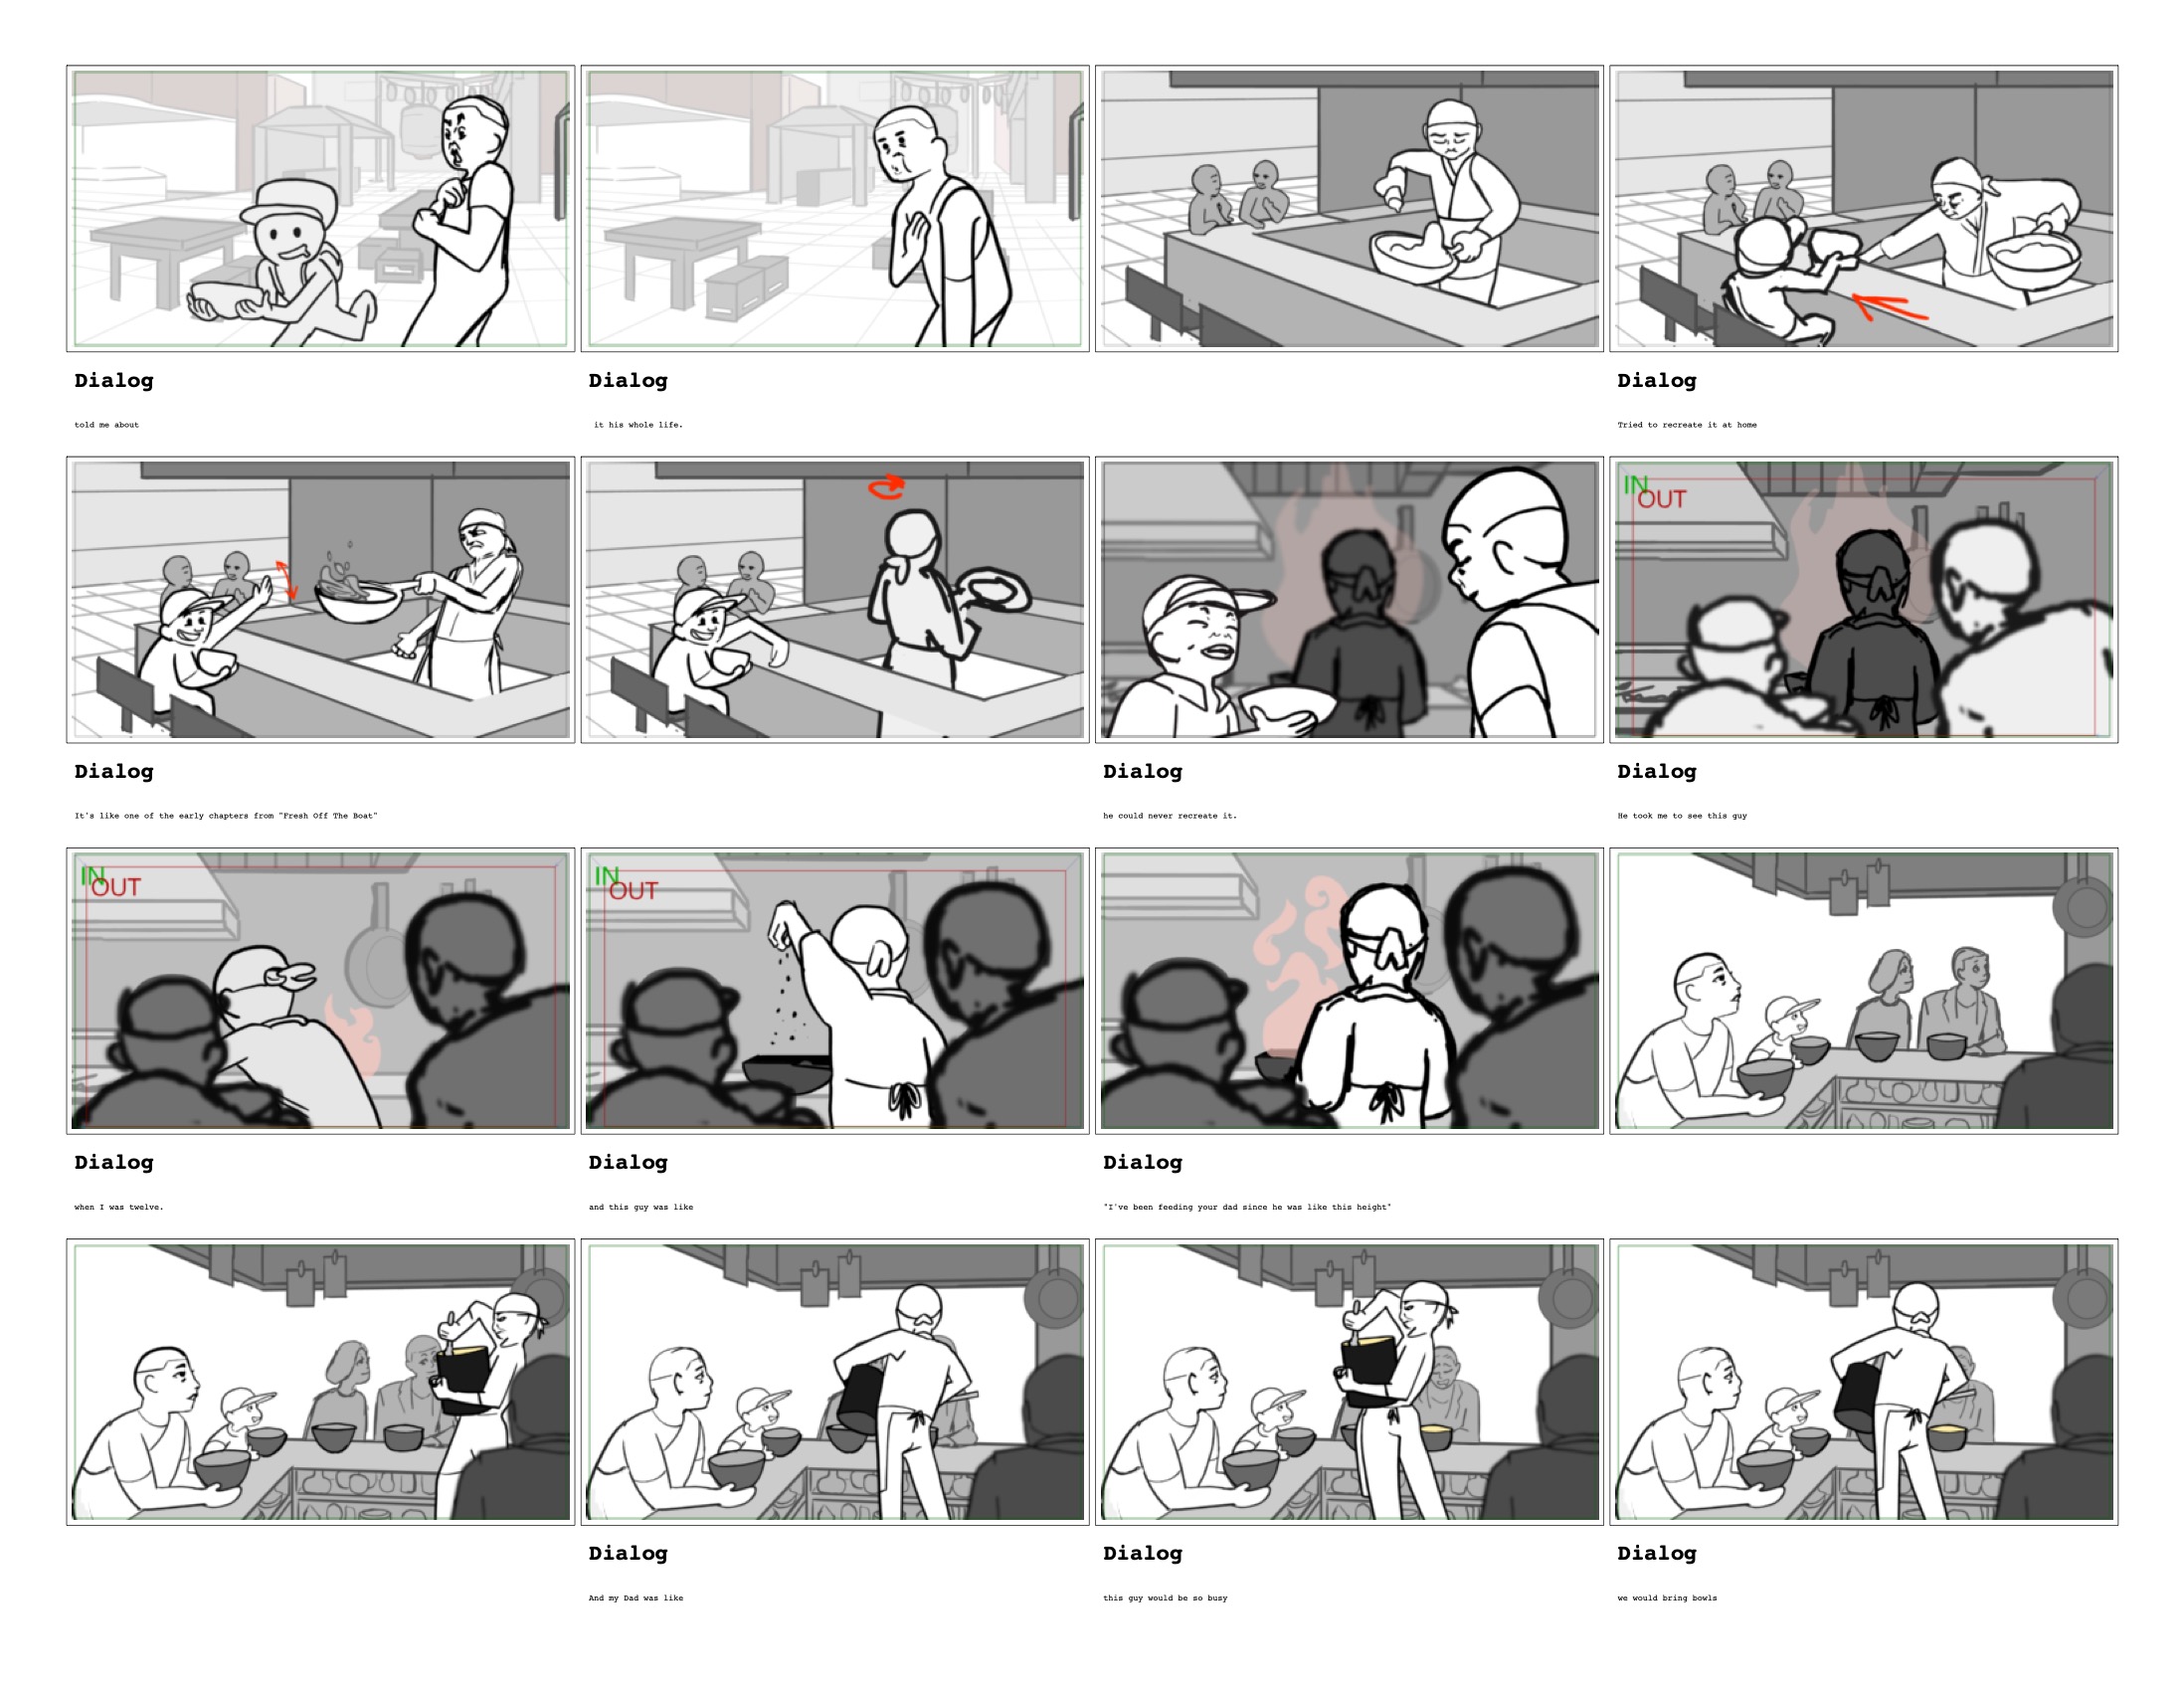 Dialog
told me about
Dialog
it his whole life.
Dialog
Tried to recreate it at home
Dialog
It's like one of the early chapters from "Fresh Off The Boat"
Dialog
he could never recreate it.
IN
OUT
Dialog
He took me to see this guy
IN
OUT
Dialog
when I was twelve.
IN
OUT
Dialog
and this guy was like
Dialog
"I've been feeding your dad since he was like this height"
Dialog
And my Dad was like
Dialog
this guy would be so busy
Dialog
we would bring bowls